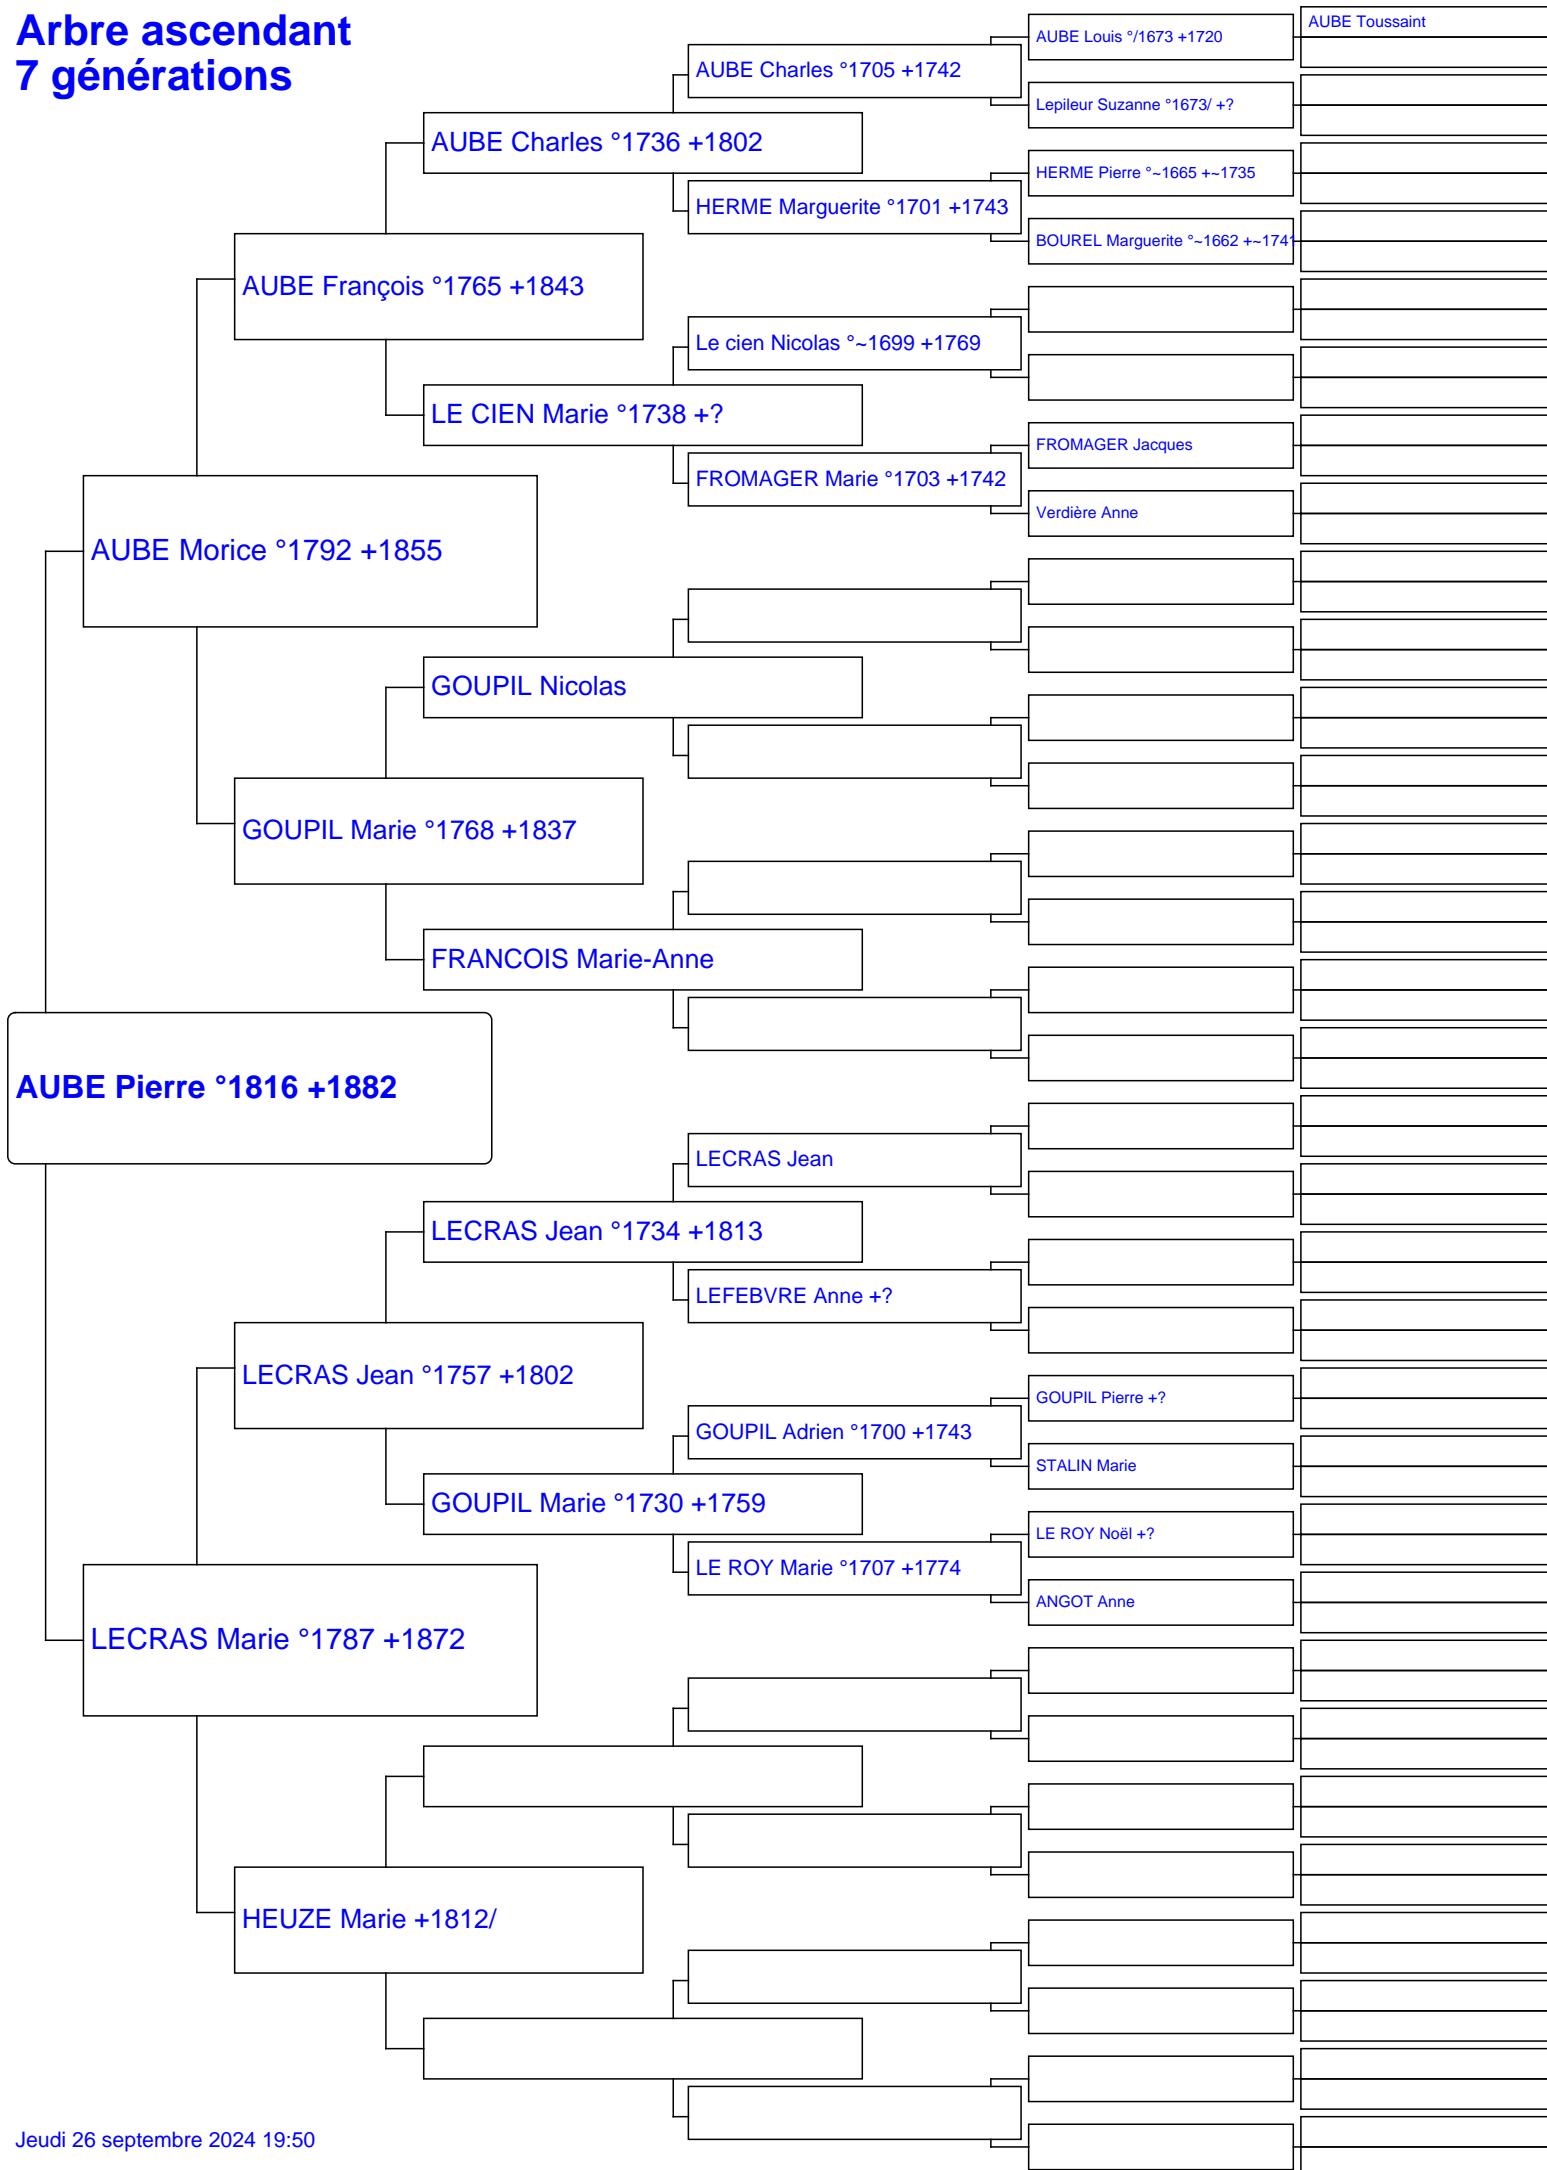 Arbre ascendant
7 générations
AUBE Toussaint
AUBE Louis °/1673 +1720
AUBE Charles °1705 +1742
Lepileur Suzanne °1673/ +?
AUBE Charles °1736 +1802
HERME Pierre °~1665 +~1735
HERME Marguerite °1701 +1743
BOUREL Marguerite °~1662 +~1741
AUBE François °1765 +1843
Le cien Nicolas °~1699 +1769
LE CIEN Marie °1738 +?
FROMAGER Jacques
FROMAGER Marie °1703 +1742
Verdière Anne
AUBE Morice °1792 +1855
GOUPIL Nicolas
GOUPIL Marie °1768 +1837
FRANCOIS Marie-Anne
AUBE Pierre °1816 +1882
LECRAS Jean
LECRAS Jean °1734 +1813
LEFEBVRE Anne +?
LECRAS Jean °1757 +1802
GOUPIL Pierre +?
GOUPIL Adrien °1700 +1743
STALIN Marie
GOUPIL Marie °1730 +1759
LE ROY Noël +?
LE ROY Marie °1707 +1774
ANGOT Anne
LECRAS Marie °1787 +1872
HEUZE Marie +1812/
Jeudi 26 septembre 2024 19:50